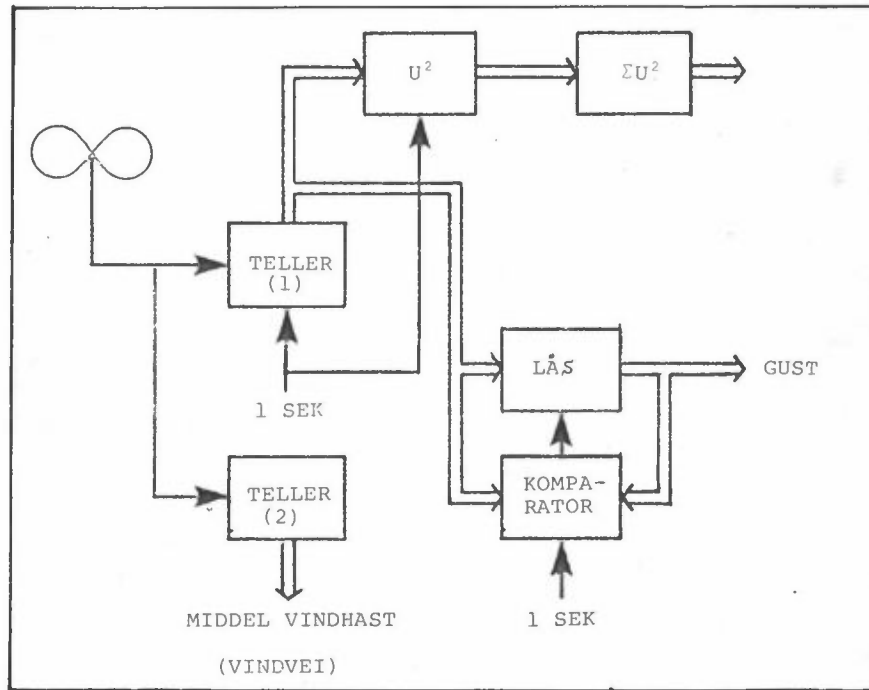 U²
ΣU²
TELLER
(1)
1 SEK
LÅS
GUST
KOMPA-
RATOR
TELLER
(2)
MIDDEL VINDHAST
(VINDVEI)
1 SEK